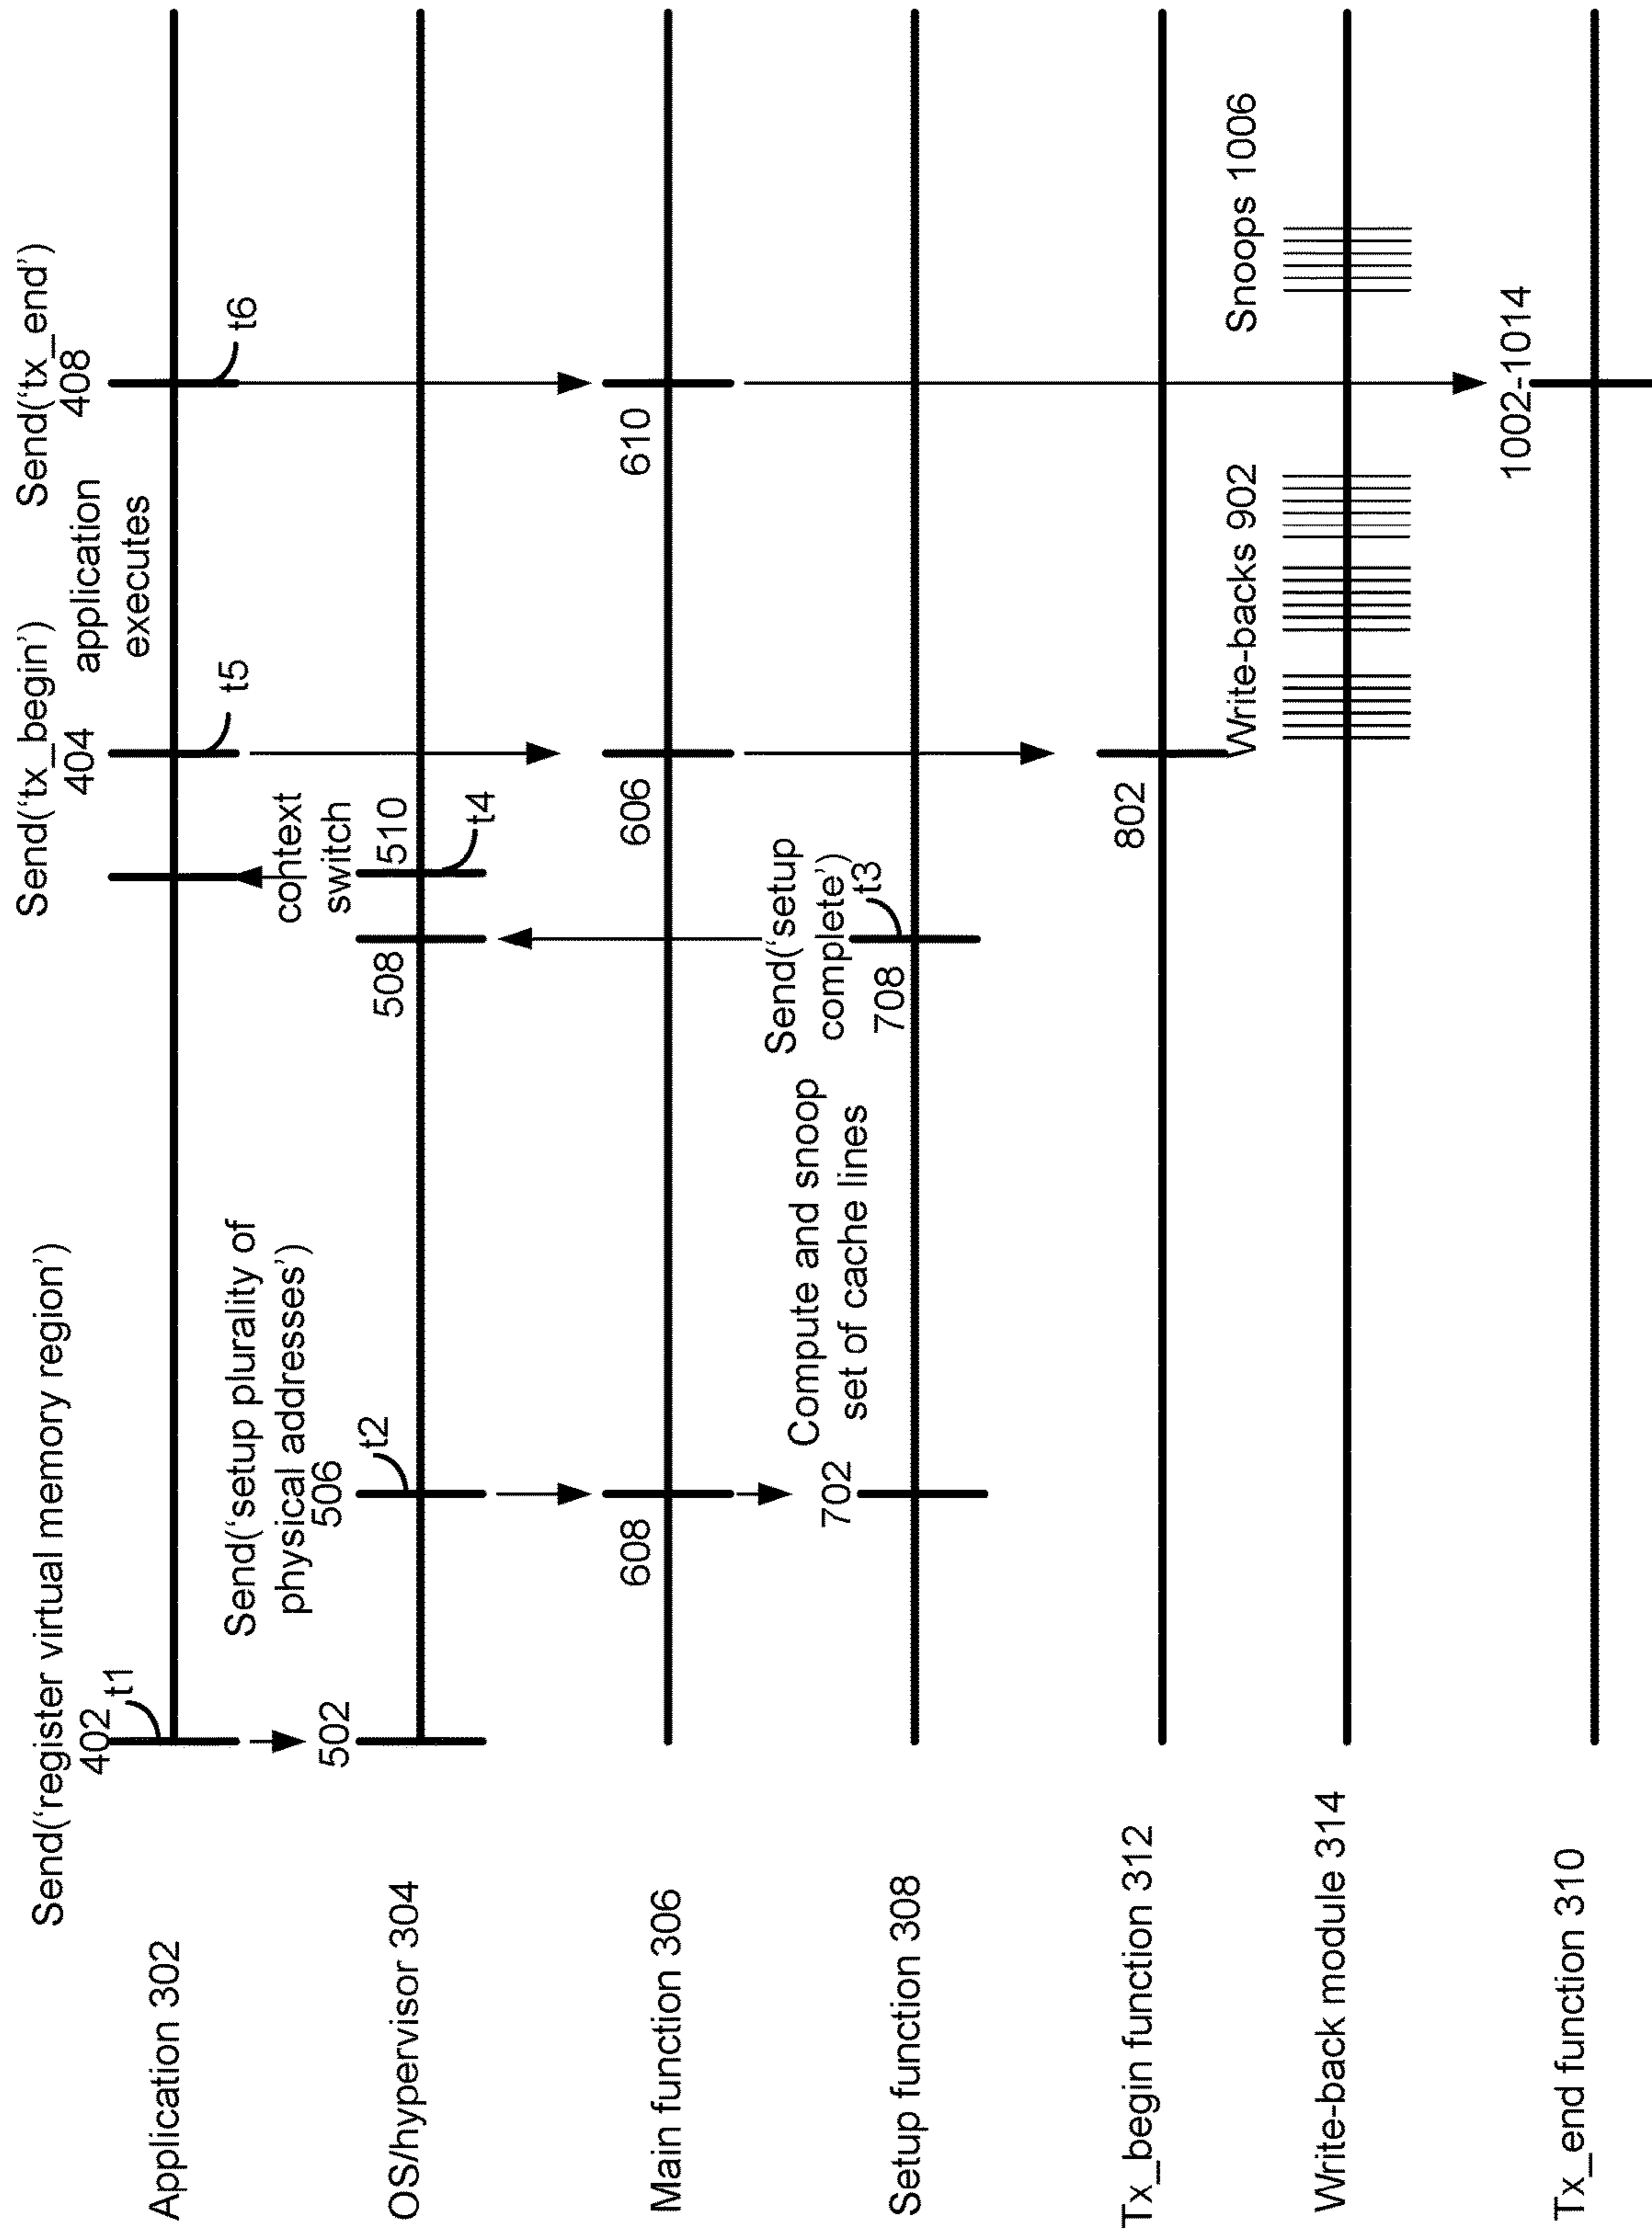 Send('register virtual memory region')
Send('tx_begin')
Send('tx_end')
402
t1
404
t5
application
executes
408
t6
Application 302
Send('setup plurality of
physical addresses')
context
switch
502
506
t2
508
510
t4
OS/hypervisor 304
608
606
610
Main function 306
Compute and snoop
set of cache lines
Send('setup
complete')
702
708
t3
Setup function 308
802
Tx_begin function 312
Write-backs 902
Snoops 1006
Write-back module 314
1002-1014
Tx_end function 310